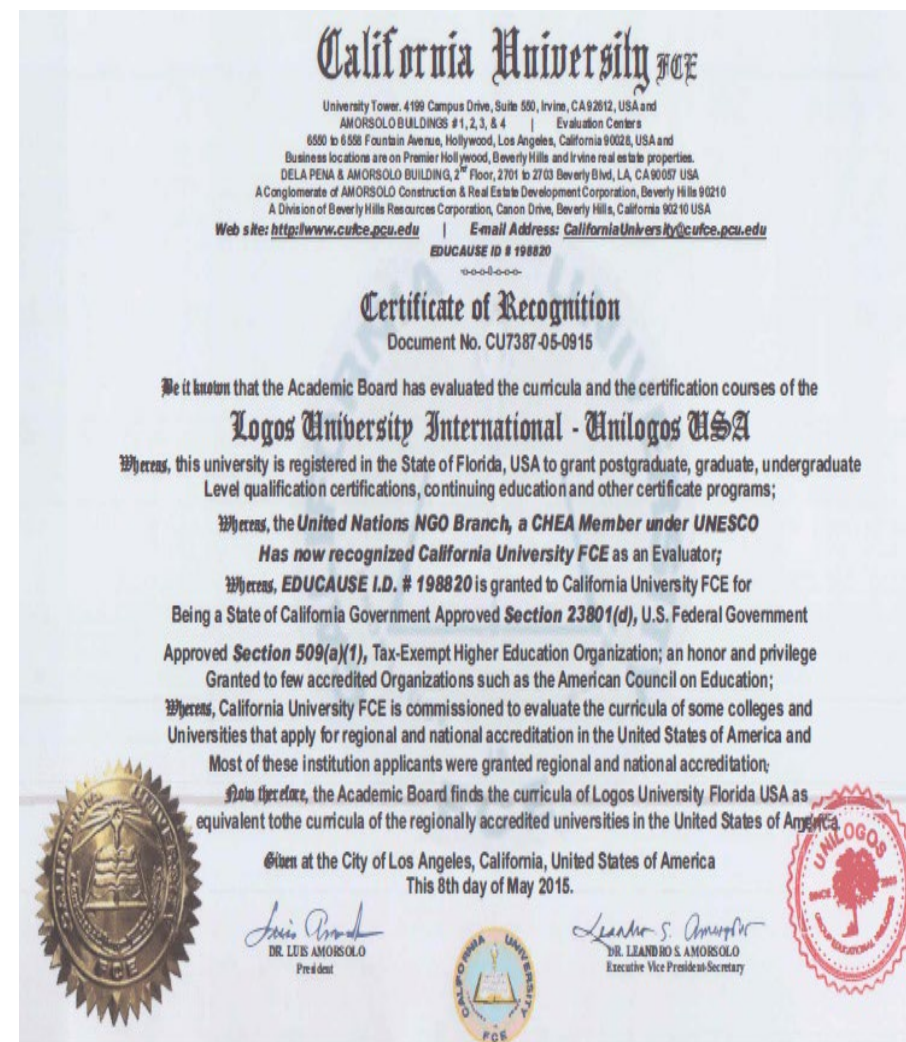 California University FCE
University Tower. 4199 Campus Drive, Suite 550, Irvine, CA 92612, USA and
AMORSOLO BUILDINGS # 1, 2, 3, & 4 | Evaluation Centers
6550 to 6558 Fountain Avenue, Hollywood, Los Angeles, California 90028, USA and
Business locations are on Premier Hollywood, Beverly Hills and Irvine real estate properties.
DELA PENA & AMORSOLO BUILDING, 2nd Floor, 2701 to 2703 Beverly Blvd, LA, CA 90057 USA
A Conglomerate of AMORSOLO Construction & Real Estate Development Corporation, Beverly Hills 90210
A Division of Beverly Hills Resources Corporation, Canon Drive, Beverly Hills, California 90210 USA
Web site: http://www.cufce.pcu.edu | E-mail Address: CaliforniaUniversity@cufce.pcu.edu
EDUCAUSE ID # 198820
Certificate of Recognition
Document No. CU7387-05-0915
Be it known that the Academic Board has evaluated the curricula and the certification courses of the
Logos University International - Unilogos USA
Whereas, this university is registered in the State of Florida, USA to grant postgraduate, graduate, undergraduate
Level qualification certifications, continuing education and other certificate programs;
Whereas, the United Nations NGO Branch, a CHEA Member under UNESCO
Has now recognized California University FCE as an Evaluator;
Whereas, EDUCAUSE I.D. # 198820 is granted to California University FCE for
Being a State of California Government Approved Section 23801(d), U.S. Federal Government
Approved Section 509(a)(1), Tax-Exempt Higher Education Organization; an honor and privilege
Granted to few accredited Organizations such as the American Council on Education;
Whereas, California University FCE is commissioned to evaluate the curricula of some colleges and
Universities that apply for regional and national accreditation in the United States of America and
Most of these institution applicants were granted regional and national accreditation;
Now therefore, the Academic Board finds the curricula of Logos University Florida USA as
equivalent tothe curricula of the regionally accredited universities in the United States of America.
Given at the City of Los Angeles, California, United States of America
This 8th day of May 2015.
DR. LUIS AMORSOLO
President
DR. LEANDRO S. AMORSOLO
Executive Vice President-Secretary
CALIFORNIA UNIVERSITY
FCE
CALIFORNIA UNIVERSITY
FCE
UNILOGOS
SINCE
GROUP EDUCATIONAL